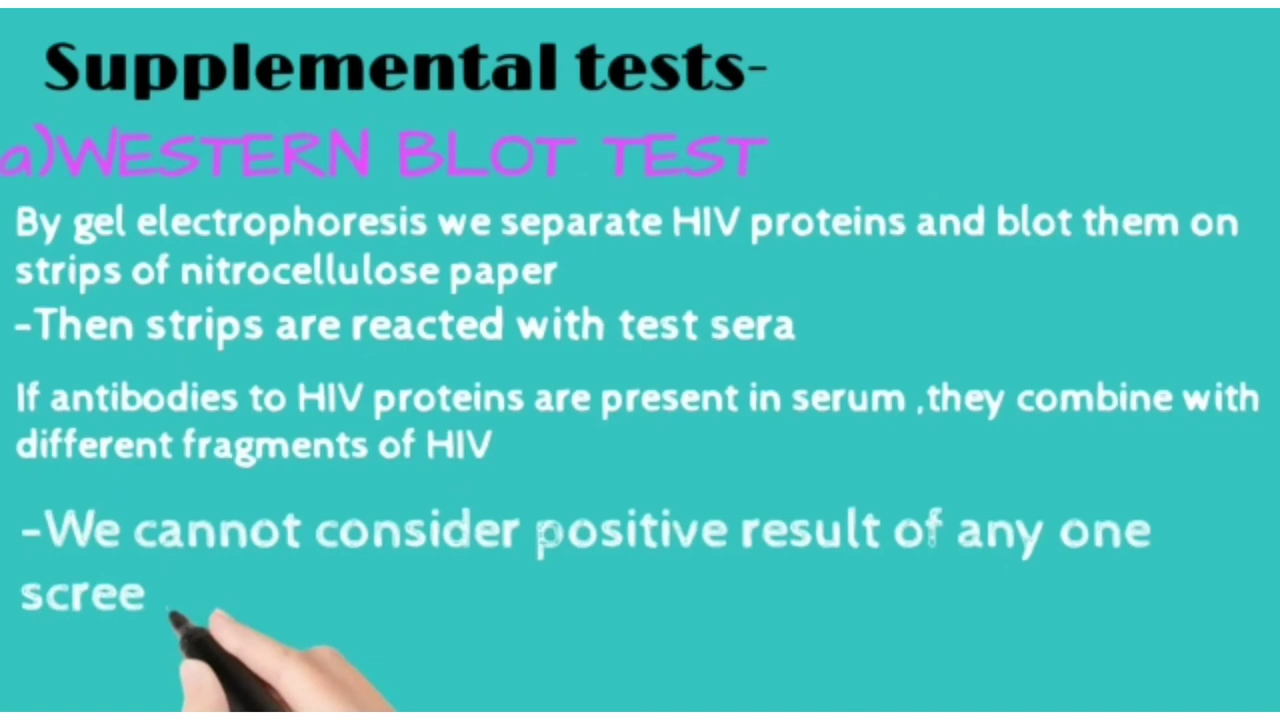 Supplemental tests-
a)WESTERN BLOT TEST
By gel electrophoresis we separate HIV proteins and blot them on
strips of nitrocellulose paper
-Then strips are reacted with test sera
If antibodies to HIV proteins are present in serum ,they combine with
different fragments of HIV
-We cannot consider positive result of any one
scree